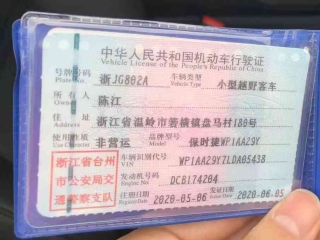 中华人民共和国机动车行驶证
Vehicle License of the People's Republic of China
号牌号码 浙JG882A 车辆类型 小型越野客车
Plate No. Vehicle Type
所有人 陈江
Owner
住址 浙江省温岭市箬横镇盘马村188号
Address
使用性质 非营运 品牌型号 保时捷WP1AA29Y
Use Character Model
浙江省台州 车辆识别代号 WP1AA29Y7LDA05438
VIN
市公安局交 发动机号码 DCB174204
Engine No.
通警察支队 注册日期 2020-05-06 发证日期 2020-06-05
Register Date Issue Date